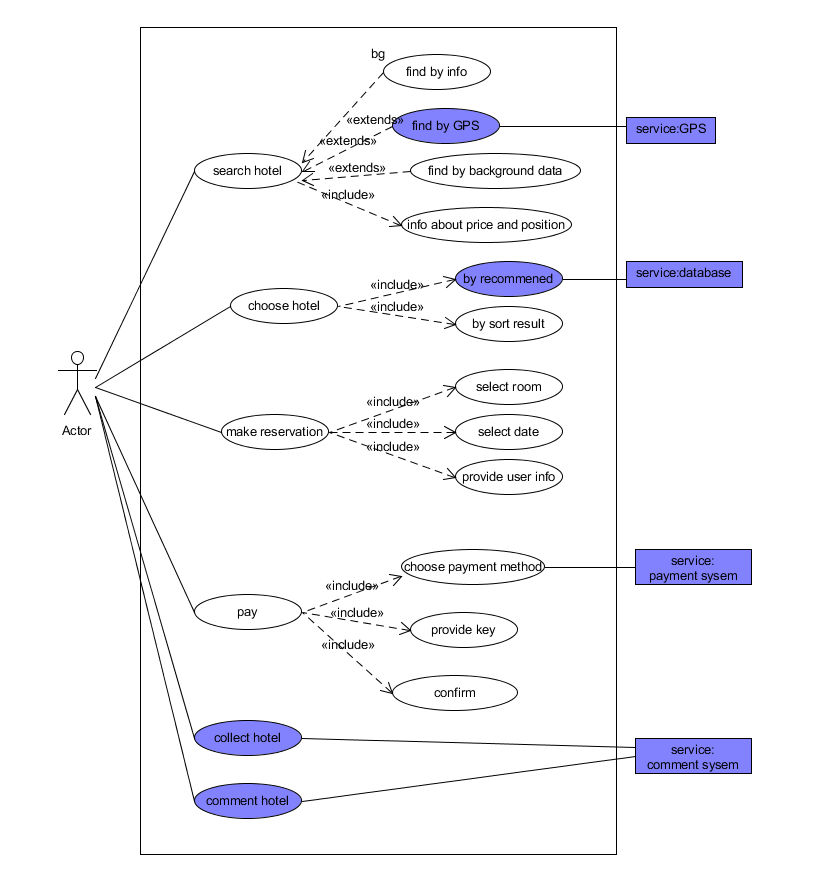 bg
find by info
«extends»
find by GPS
service:GPS
«extends»
search hotel
«extends»
find by background data
«include»
info about price and position
«include»
by recommened
service:database
choose hotel
«include»
by sort result
select room
«include»
make reservation
«include»
select date
«include»
provide user info
Actor
choose payment method
service:
payment sysem
«include»
pay
«include»
provide key
«include»
confirm
collect hotel
service:
comment sysem
comment hotel